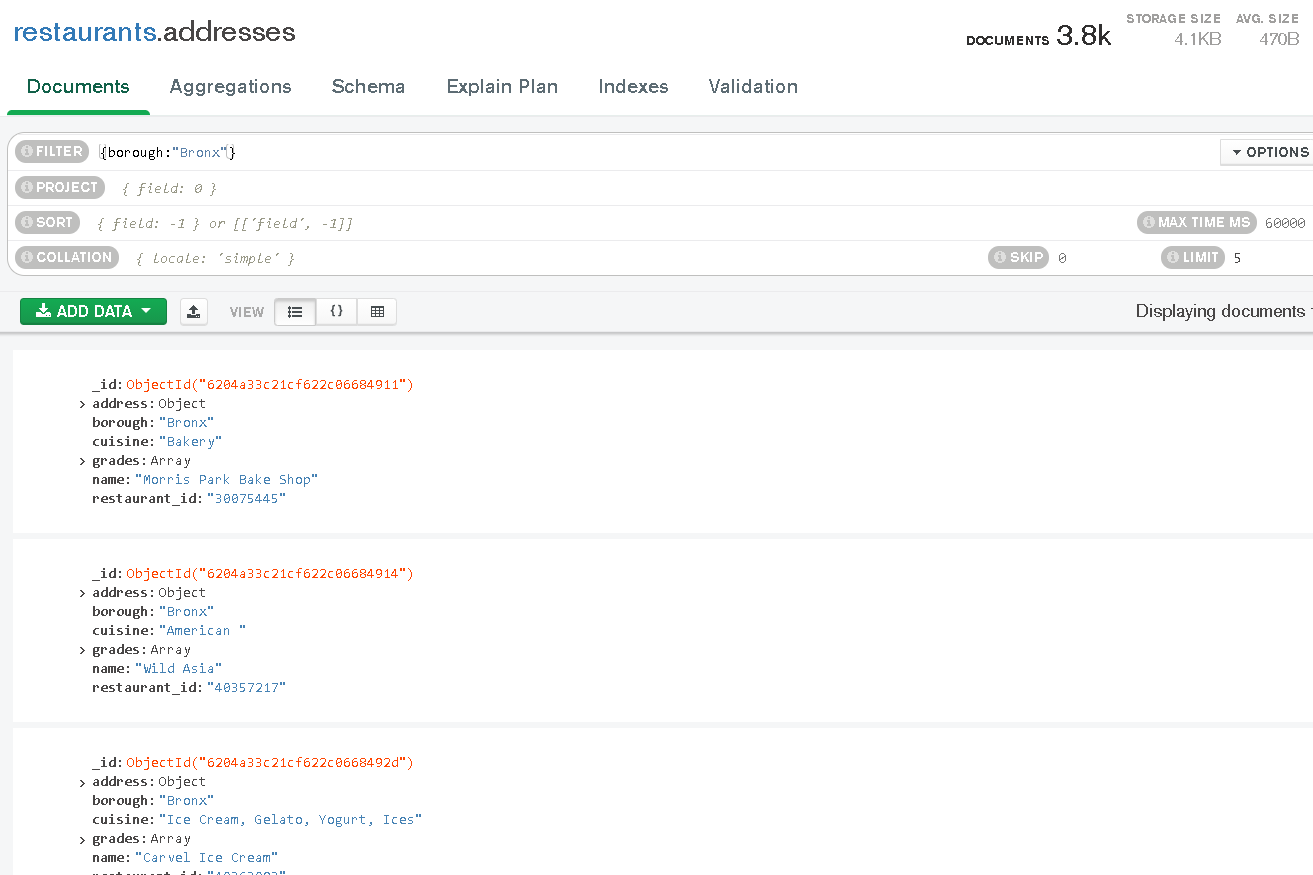 restaurants.addresses
DOCUMENTS 3.8k STORAGE SIZE 4.1KB AVG. SIZE 470B
Documents Aggregations Schema Explain Plan Indexes Validation
FILTER {borough:"Bronx"} OPTIONS
PROJECT { field: 0 }
SORT { field: -1 } or [['field', -1]] MAX TIME MS 60000
COLLATION { locale: 'simple' } SKIP 0 LIMIT 5
ADD DATA VIEW {} Displaying documents
_id: ObjectId("6204a33c21cf622c06684911")
> address: Object
borough: "Bronx"
cuisine: "Bakery"
> grades: Array
name: "Morris Park Bake Shop"
restaurant_id: "30075445"
_id: ObjectId("6204a33c21cf622c06684914")
> address: Object
borough: "Bronx"
cuisine: "American "
> grades: Array
name: "Wild Asia"
restaurant_id: "40357217"
_id: ObjectId("6204a33c21cf622c0668492d")
> address: Object
borough: "Bronx"
cuisine: "Ice Cream, Gelato, Yogurt, Ices"
> grades: Array
name: "Carvel Ice Cream"